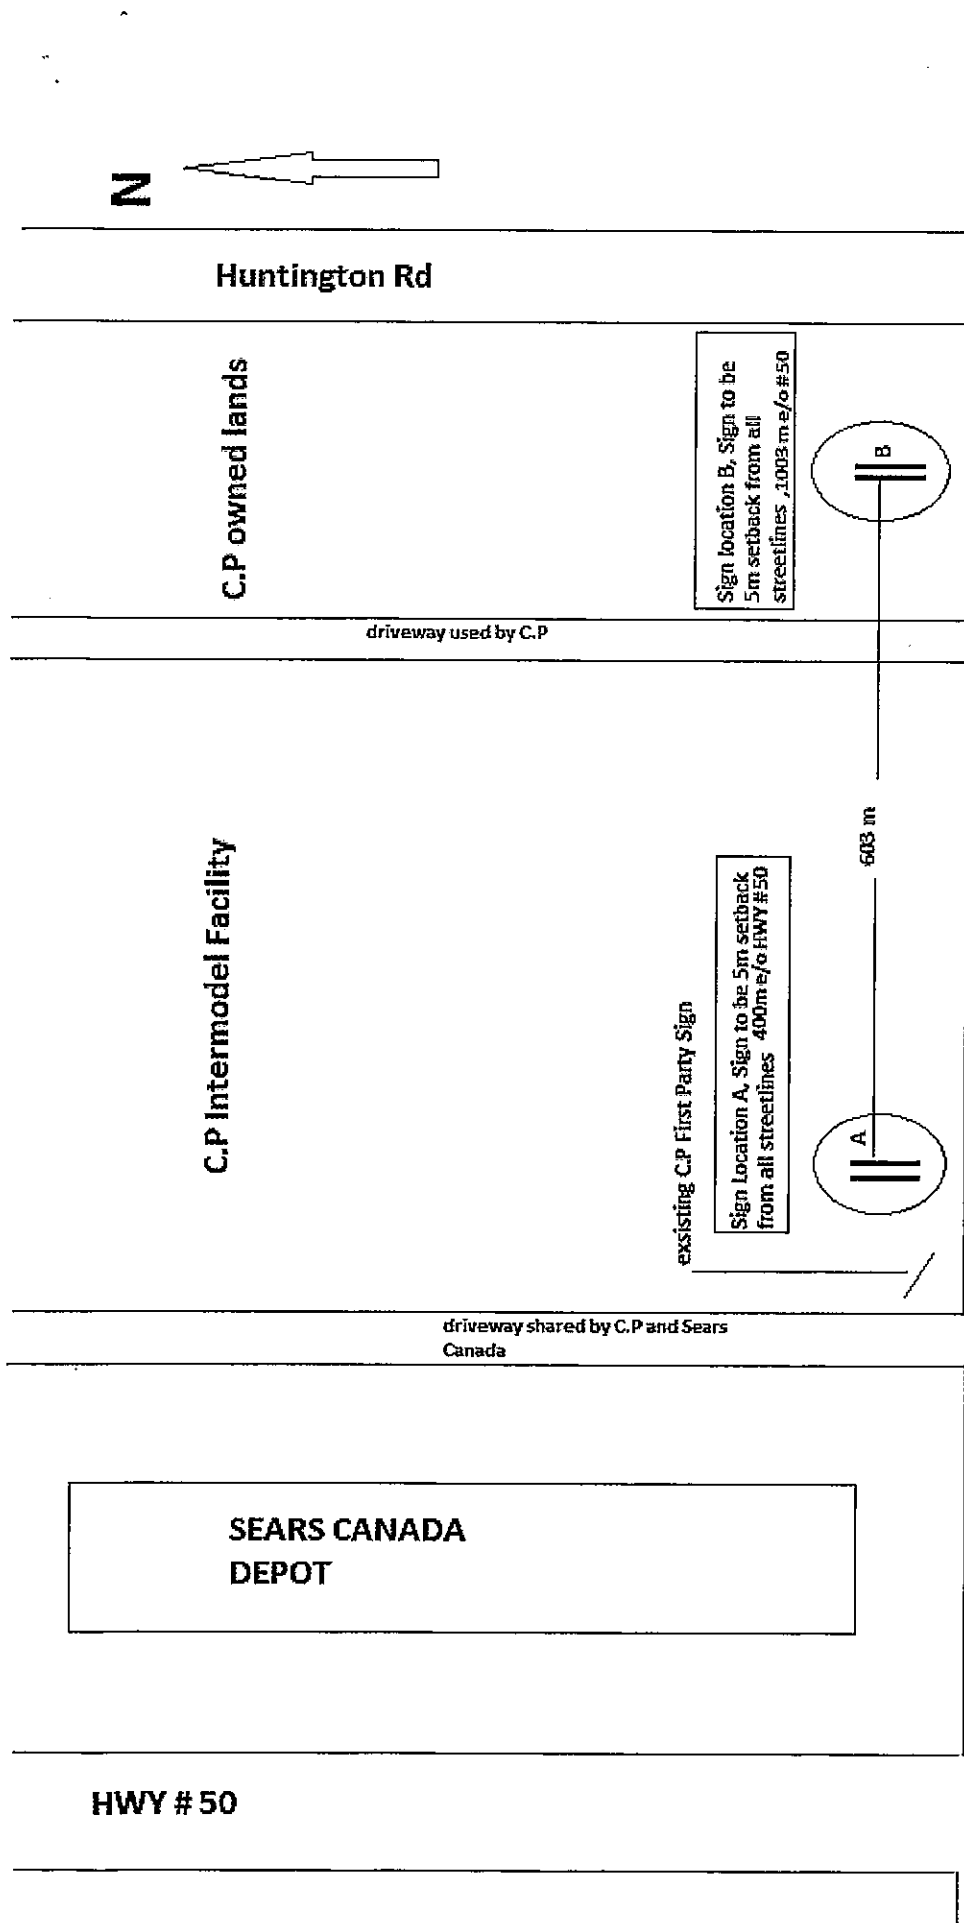 N
Huntington Rd
C.P owned lands
Sign location B, Sign to be
5m setback from all
streetlines ,1003 m e/o #50
B
driveway used by C.P
C.P Intermodel Facility
603 m
exsisting C.P First Party Sign
Sign Location A, Sign to be 5m setback
from all streetlines 400m e/o HWY #50
A
driveway shared by C.P and Sears
Canada
SEARS CANADA
DEPOT
HWY # 50